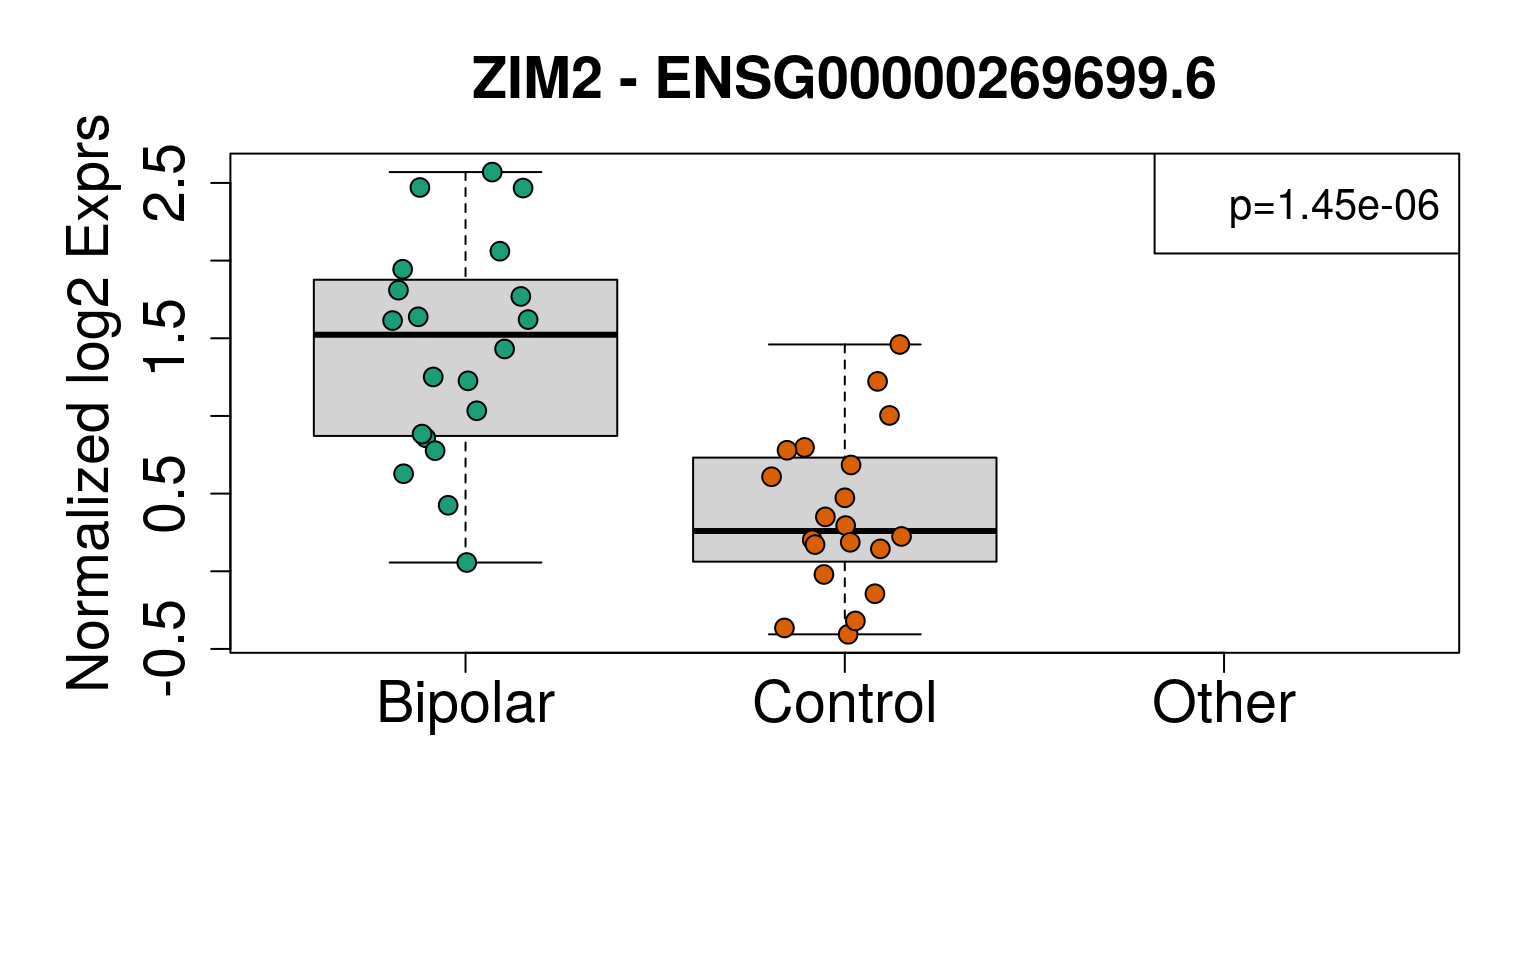 ZIM2 - ENSG00000269699.6
Normalized log2 Exprs
2.5
1.5
0.5
-0.5
p=1.45e-06
Bipolar
Control
Other